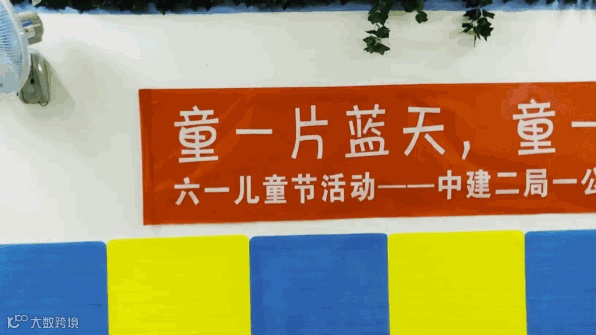 童一片蓝天，童一
六一儿童节活动——中建二局一公
大数跨境